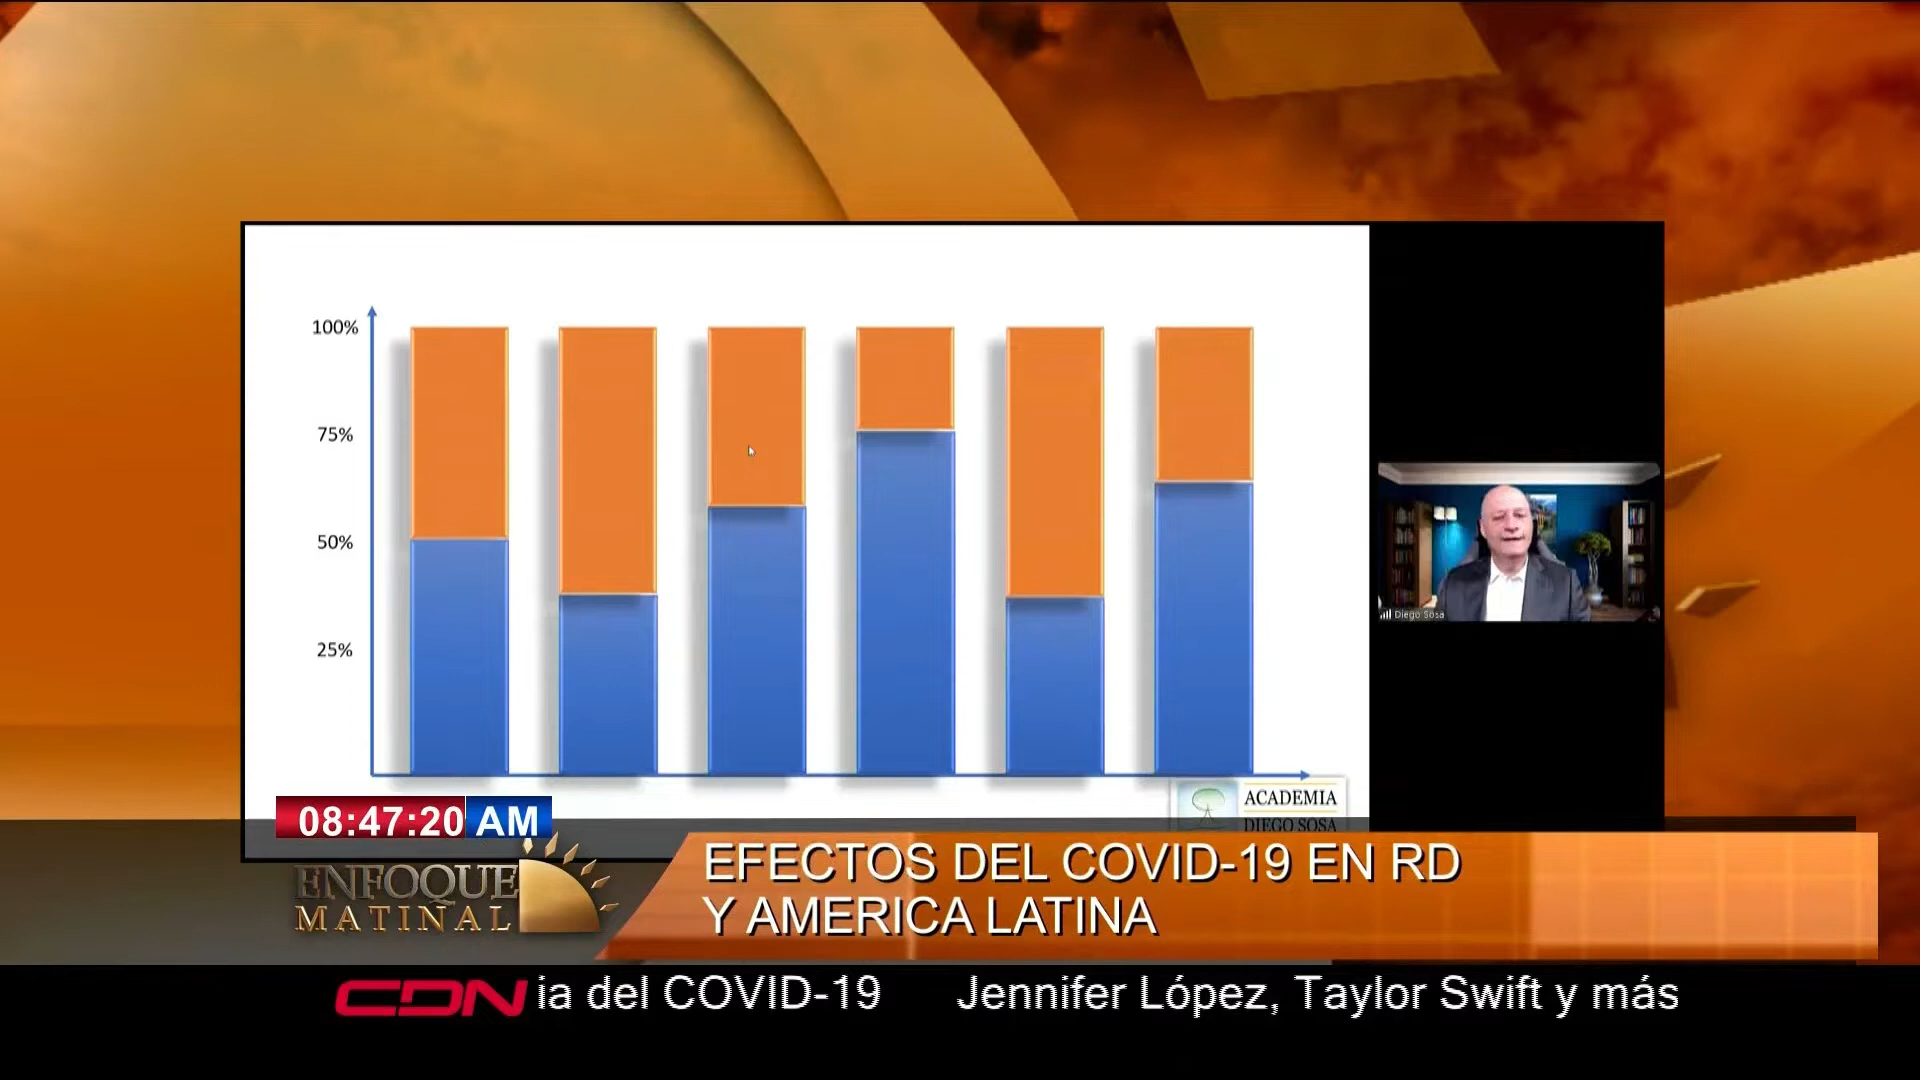 100%
75%
50%
25%
Diego Sosa
ACADEMIA
DIEGO SOSA
08:47:20 AM
ENFOQUE
MATINAL
EFECTOS DEL COVID-19 EN RD
Y AMERICA LATINA
CDN ia del COVID-19 Jennifer López, Taylor Swift y más